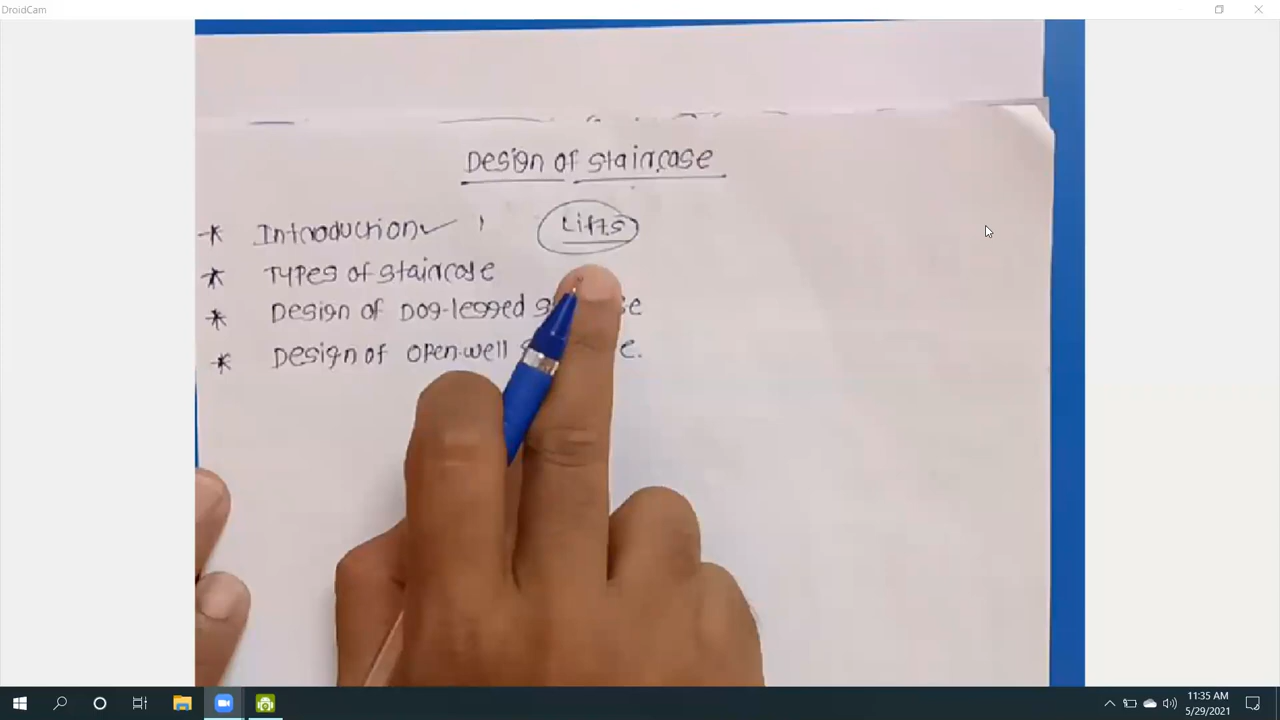 DroidCam
Design of staircase
* Introduction ✓
Lifts
* Types of staircase
* Design of Dog-legged
* Design of open-well
11:35 AM
5/29/2021